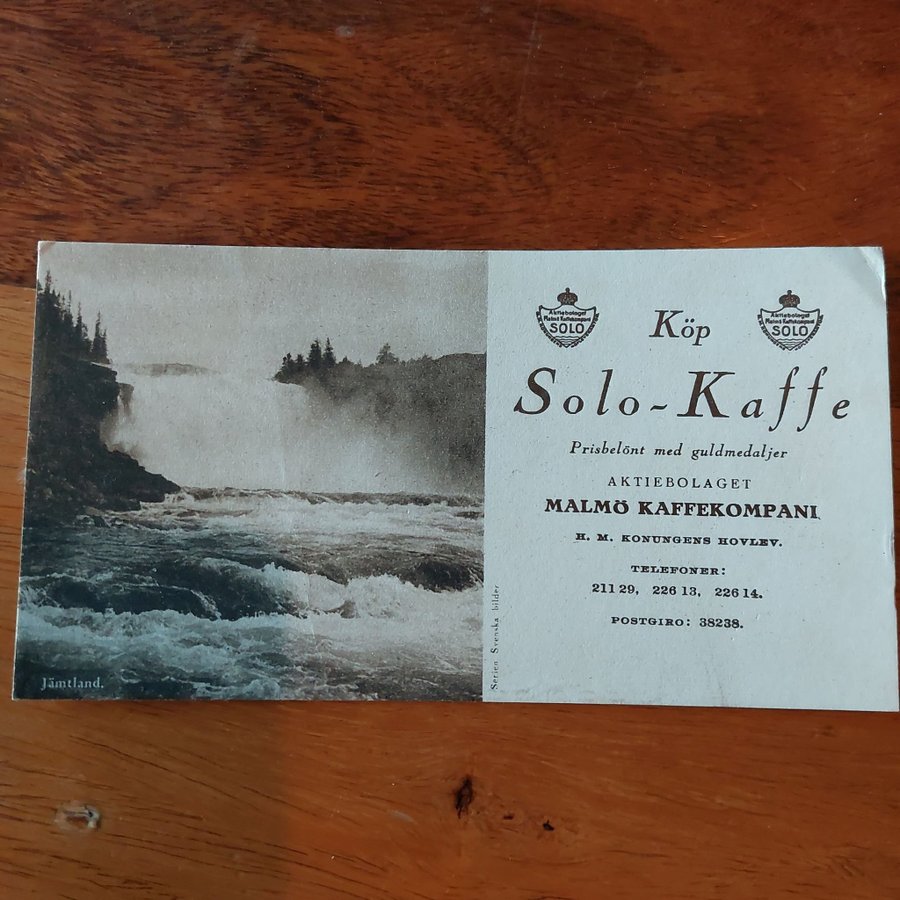 Jämtland.
Serien Svenska bilder
Aktiebolaget
Malmö Kaffekompani
SOLO
Köp
Aktiebolaget
Malmö Kaffekompani
SOLO
Solo-Kaffe
Prisbelönt med guldmedaljer
AKTIEBOLAGET
MALMÖ KAFFEKOMPANI
H. M. KONUNGENS HOVLEV.
TELEFONER:
211 29, 226 13, 226 14.
POSTGIRO: 38238.